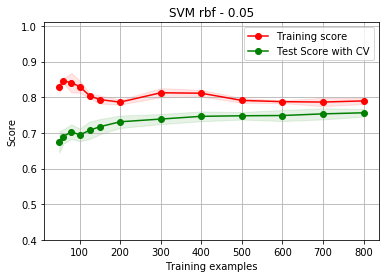 SVM rbf - 0.05
Training score
Test Score with CV
Score
1.0
0.9
0.8
0.7
0.6
0.5
0.4
100 200 300 400 500 600 700 800
Training examples